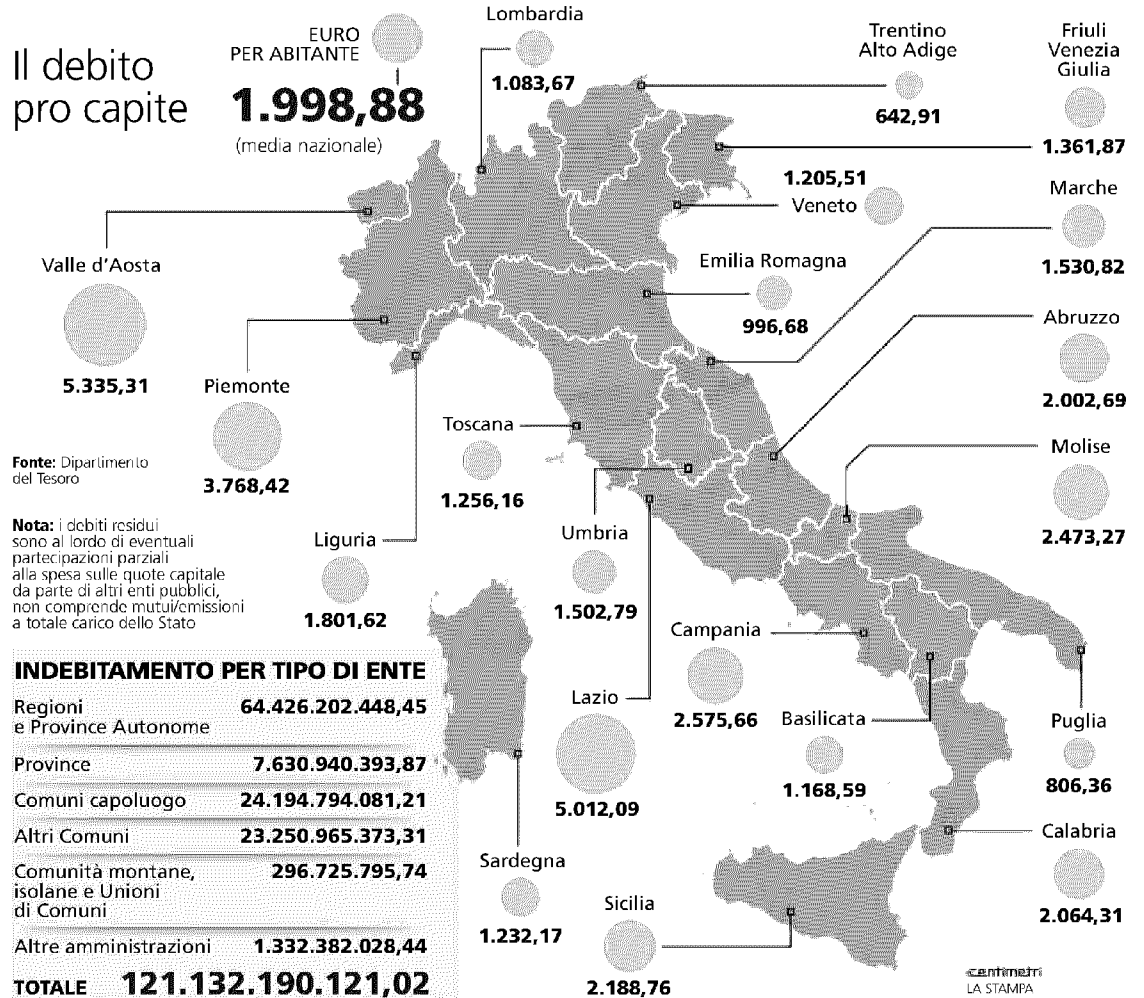 Il debito
pro capite
EURO
PER ABITANTE
1.998,88
(media nazionale)
Lombardia
1.083,67
Trentino
Alto Adige
642,91
Friuli
Venezia
Giulia
1.361,87
1.205,51
Veneto
Marche
1.530,82
Valle d'Aosta
5.335,31
Emilia Romagna
996,68
Abruzzo
2.002,69
Piemonte
3.768,42
Toscana
1.256,16
Molise
2.473,27
Fonte: Dipartimento
del Tesoro
Nota: i debiti residui
sono al lordo di eventuali
partecipazioni parziali
alla spesa sulle quote capitale
da parte di altri enti pubblici,
non comprende mutui/emissioni
a totale carico dello Stato
Liguria
1.801,62
Umbria
1.502,79
Campania
2.575,66
Lazio
5.012,09
Basilicata
1.168,59
Puglia
806,36
Calabria
2.064,31
Sardegna
1.232,17
Sicilia
2.188,76
INDEBITAMENTO PER TIPO DI ENTE
Regioni 64.426.202.448,45
e Province Autonome
Province 7.630.940.393,87
Comuni capoluogo 24.194.794.081,21
Altri Comuni 23.250.965.373,31
Comunità montane, 296.725.795,74
isolane e Unioni
di Comuni
Altre amministrazioni 1.332.382.028,44
TOTALE 121.132.190.121,02
centimetri
LA STAMPA